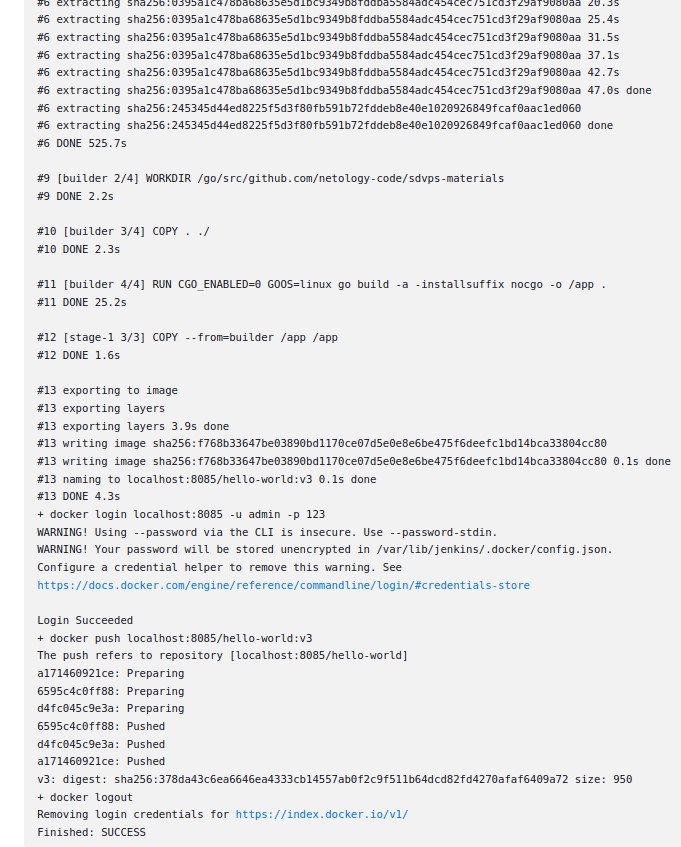 #6 extracting sha256:0395a1c478ba68635e5d1bc9349b8fddba5584adc454cec751cd3f29af9080aa 20.3s
#6 extracting sha256:0395a1c478ba68635e5d1bc9349b8fddba5584adc454cec751cd3f29af9080aa 25.4s
#6 extracting sha256:0395a1c478ba68635e5d1bc9349b8fddba5584adc454cec751cd3f29af9080aa 31.5s
#6 extracting sha256:0395a1c478ba68635e5d1bc9349b8fddba5584adc454cec751cd3f29af9080aa 37.1s
#6 extracting sha256:0395a1c478ba68635e5d1bc9349b8fddba5584adc454cec751cd3f29af9080aa 42.7s
#6 extracting sha256:0395a1c478ba68635e5d1bc9349b8fddba5584adc454cec751cd3f29af9080aa 47.0s done
#6 extracting sha256:245345d44ed8225f5d3f80fb591b72fddeb8e40e1020926849fcaf0aac1ed060
#6 extracting sha256:245345d44ed8225f5d3f80fb591b72fddeb8e40e1020926849fcaf0aac1ed060 done
#6 DONE 525.7s
#9 [builder 2/4] WORKDIR /go/src/github.com/netology-code/sdvps-materials
#9 DONE 2.2s
#10 [builder 3/4] COPY . ./
#10 DONE 2.3s
#11 [builder 4/4] RUN CGO_ENABLED=0 GOOS=linux go build -a -installsuffix nocgo -o /app .
#11 DONE 25.2s
#12 [stage-1 3/3] COPY --from=builder /app /app
#12 DONE 1.6s
#13 exporting to image
#13 exporting layers
#13 exporting layers 3.9s done
#13 writing image sha256:f768b33647be03890bd1170ce07d5e0e8e6be475f6deefc1bd14bca33804cc80
#13 writing image sha256:f768b33647be03890bd1170ce07d5e0e8e6be475f6deefc1bd14bca33804cc80 0.1s done
#13 naming to localhost:8085/hello-world:v3 0.1s done
#13 DONE 4.3s
+ docker login localhost:8085 -u admin -p 123
WARNING! Using --password via the CLI is insecure. Use --password-stdin.
WARNING! Your password will be stored unencrypted in /var/lib/jenkins/.docker/config.json.
Configure a credential helper to remove this warning. See
https://docs.docker.com/engine/reference/commandline/login/#credentials-store
Login Succeeded
+ docker push localhost:8085/hello-world:v3
The push refers to repository [localhost:8085/hello-world]
a171460921ce: Preparing
6595c4c0ff88: Preparing
d4fc045c9e3a: Preparing
6595c4c0ff88: Pushed
d4fc045c9e3a: Pushed
a171460921ce: Pushed
v3: digest: sha256:378da43c6ea6646ea4333cb14557ab0f2c9f511b64dcd82fd4270afaf6409a72 size: 950
+ docker logout
Removing login credentials for https://index.docker.io/v1/
Finished: SUCCESS